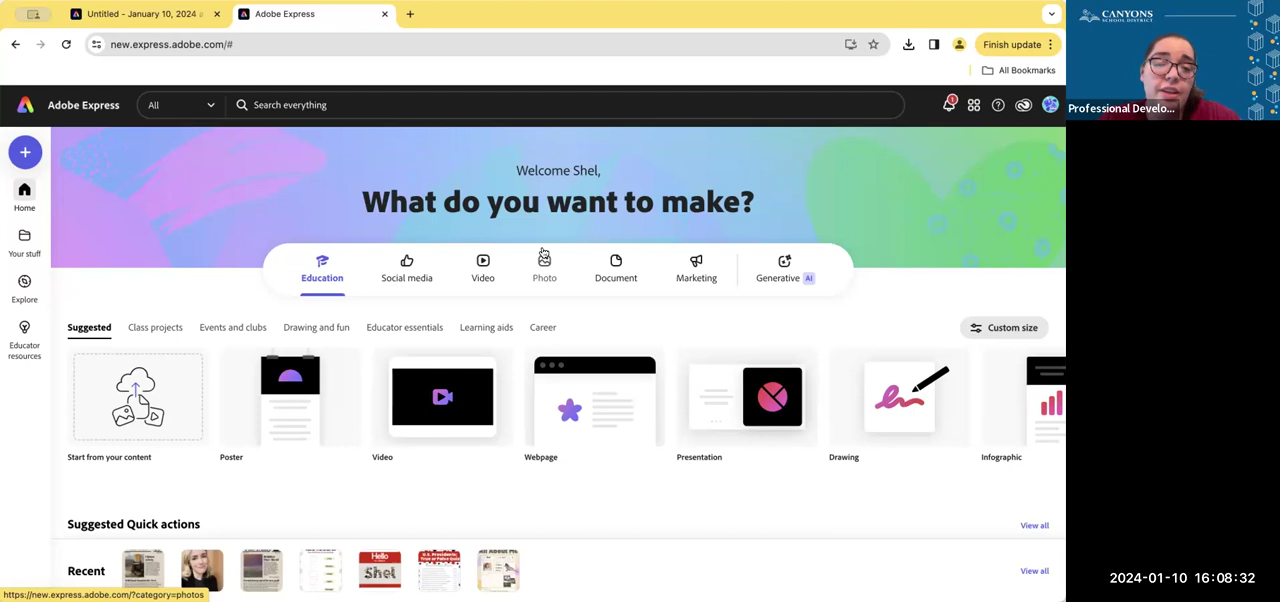 Untitled - January 10, 2024 a
Adobe Express
new.express.adobe.com/#
Finish update
All Bookmarks
Adobe Express
All
Search everything
1
Home
Your stuff
Explore
Educator
resources
Welcome Shel,
What do you want to make?
Education
Social media
Video
Photo
Document
Marketing
Generative AI
Suggested
Class projects
Events and clubs
Drawing and fun
Educator essentials
Learning aids
Career
Custom size
Start from your content
Poster
Video
Webpage
Presentation
Drawing
Infographic
Suggested Quick actions
View all
Recent
Hello
Shel
View all
https://new.express.adobe.com/?category=photos
CANYONS
SCHOOL DISTRICT
Professional Develo...
2024-01-10 16:08:32